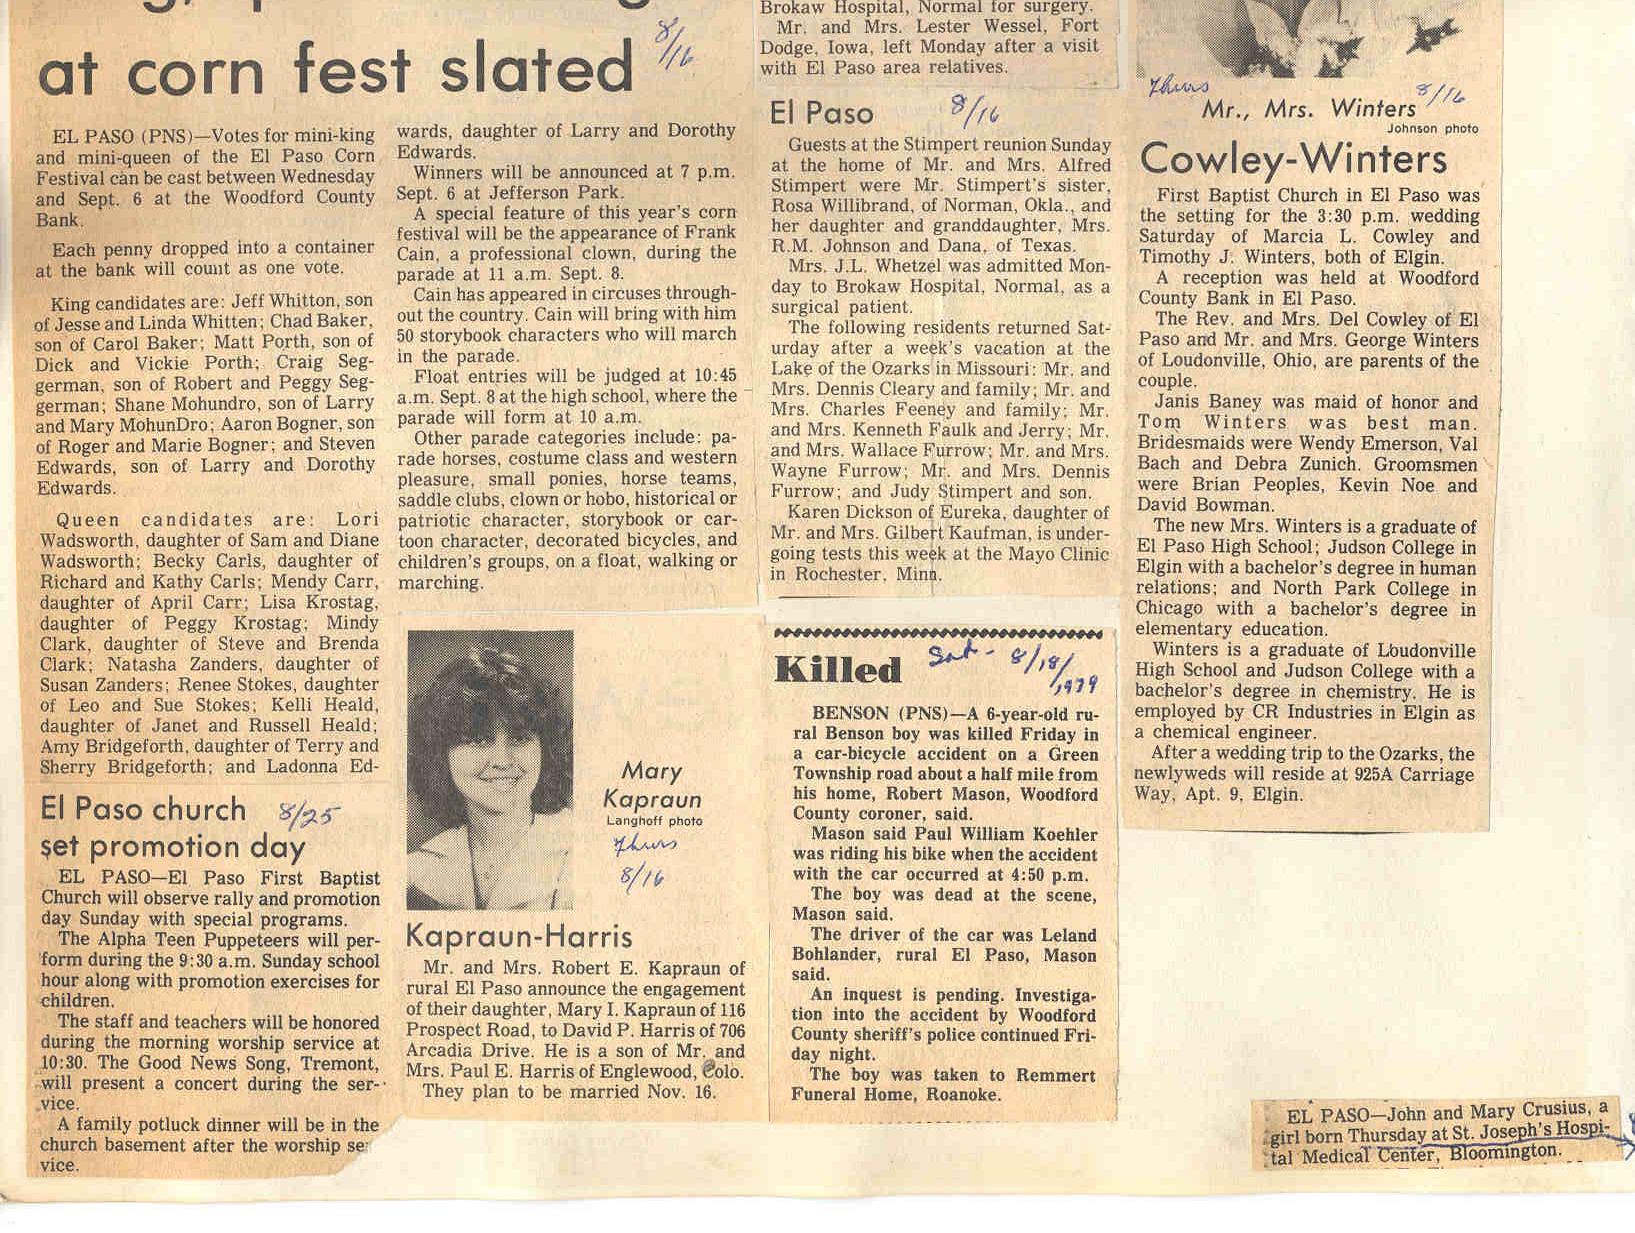 at corn fest slated
8/16
EL PASO (PNS)—Votes for mini-king
and mini-queen of the El Paso Corn
Festival can be cast between Wednesday
and Sept. 6 at the Woodford County
Bank.
Each penny dropped into a container
at the bank will count as one vote.
King candidates are: Jeff Whitton, son
of Jesse and Linda Whitten; Chad Baker,
son of Carol Baker; Matt Porth, son of
Dick and Vickie Porth; Craig Seg-
german, son of Robert and Peggy Seg-
german; Shane Mohundro, son of Larry
and Mary MohunDro; Aaron Bogner, son
of Roger and Marie Bogner; and Steven
Edwards, son of Larry and Dorothy
Edwards.
Queen candidates are: Lori
Wadsworth, daughter of Sam and Diane
Wadsworth; Becky Carls, daughter of
Richard and Kathy Carls; Mendy Carr,
daughter of April Carr; Lisa Krostag,
daughter of Peggy Krostag; Mindy
Clark, daughter of Steve and Brenda
Clark; Natasha Zanders, daughter of
Susan Zanders; Renee Stokes, daughter
of Leo and Sue Stokes; Kelli Heald,
daughter of Janet and Russell Heald;
Amy Bridgeforth, daughter of Terry and
Sherry Bridgeforth; and Ladonna Ed-
wards, daughter of Larry and Dorothy
Edwards.
Winners will be announced at 7 p.m.
Sept. 6 at Jefferson Park.
A special feature of this year's corn
festival will be the appearance of Frank
Cain, a professional clown, during the
parade at 11 a.m. Sept. 8.
Cain has appeared in circuses through-
out the country. Cain will bring with him
50 storybook characters who will march
in the parade.
Float entries will be judged at 10:45
a.m. Sept. 8 at the high school, where the
parade will form at 10 a.m.
Other parade categories include: pa-
rade horses, costume class and western
pleasure, small ponies, horse teams,
saddle clubs, clown or hobo, historical or
patriotic character, storybook or car-
toon character, decorated bicycles, and
children's groups, on a float, walking or
marching.
El Paso church 8/25
set promotion day
EL PASO—El Paso First Baptist
Church will observe rally and promotion
day Sunday with special programs.
The Alpha Teen Puppeteers will per-
form during the 9:30 a.m. Sunday school
hour along with promotion exercises for
children.
The staff and teachers will be honored
during the morning worship service at
10:30. The Good News Song, Tremont,
will present a concert during the ser-
vice.
A family potluck dinner will be in the
church basement after the worship ser
vice.
Mary
Kapraun
Langhoff photo
Thurs
8/16
Kapraun-Harris
Mr. and Mrs. Robert E. Kapraun of
rural El Paso announce the engagement
of their daughter, Mary I. Kapraun of 116
Prospect Road, to David P. Harris of 706
Arcadia Drive. He is a son of Mr. and
Mrs. Paul E. Harris of Englewood, Colo.
They plan to be married Nov. 16.
Brokaw Hospital, Normal for surgery.
Mr. and Mrs. Lester Wessel, Fort
Dodge, Iowa, left Monday after a visit
with El Paso area relatives.
El Paso 8/16
Guests at the Stimpert reunion Sunday
at the home of Mr. and Mrs. Alfred
Stimpert were Mr. Stimpert's sister,
Rosa Willibrand, of Norman, Okla., and
her daughter and granddaughter, Mrs.
R.M. Johnson and Dana, of Texas.
Mrs. J.L. Whetzel was admitted Mon-
day to Brokaw Hospital, Normal, as a
surgical patient.
The following residents returned Sat-
urday after a week's vacation at the
Lake of the Ozarks in Missouri: Mr. and
Mrs. Dennis Cleary and family; Mr. and
Mrs. Charles Feeney and family; Mr.
and Mrs. Kenneth Faulk and Jerry; Mr.
and Mrs. Wallace Furrow; Mr. and Mrs.
Wayne Furrow; Mr. and Mrs. Dennis
Furrow; and Judy Stimpert and son.
Karen Dickson of Eureka, daughter of
Mr. and Mrs. Gilbert Kaufman, is under-
going tests this week at the Mayo Clinic
in Rochester, Minn.
Killed Sat- 8/18/
1979
BENSON (PNS)—A 6-year-old ru-
ral Benson boy was killed Friday in
a car-bicycle accident on a Green
Township road about a half mile from
his home, Robert Mason, Woodford
County coroner, said.
Mason said Paul William Koehler
was riding his bike when the accident
with the car occurred at 4:50 p.m.
The boy was dead at the scene,
Mason said.
The driver of the car was Leland
Bohlander, rural El Paso, Mason
said.
An inquest is pending. Investiga-
tion into the accident by Woodford
County sheriff's police continued Fri-
day night.
The boy was taken to Remmert
Funeral Home, Roanoke.
Thurs 8/16
Mr., Mrs. Winters
Johnson photo
Cowley-Winters
First Baptist Church in El Paso was
the setting for the 3:30 p.m. wedding
Saturday of Marcia L. Cowley and
Timothy J. Winters, both of Elgin.
A reception was held at Woodford
County Bank in El Paso.
The Rev. and Mrs. Del Cowley of El
Paso and Mr. and Mrs. George Winters
of Loudonville, Ohio, are parents of the
couple.
Janis Baney was maid of honor and
Tom Winters was best man.
Bridesmaids were Wendy Emerson, Val
Bach and Debra Zunich. Groomsmen
were Brian Peoples, Kevin Noe and
David Bowman.
The new Mrs. Winters is a graduate of
El Paso High School; Judson College in
Elgin with a bachelor's degree in human
relations; and North Park College in
Chicago with a bachelor's degree in
elementary education.
Winters is a graduate of Loudonville
High School and Judson College with a
bachelor's degree in chemistry. He is
employed by CR Industries in Elgin as
a chemical engineer.
After a wedding trip to the Ozarks, the
newlyweds will reside at 925A Carriage
Way, Apt. 9, Elgin.
EL PASO—John and Mary Crusius, a
girl born Thursday at St. Joseph's Hospi-
tal Medical Center, Bloomington.